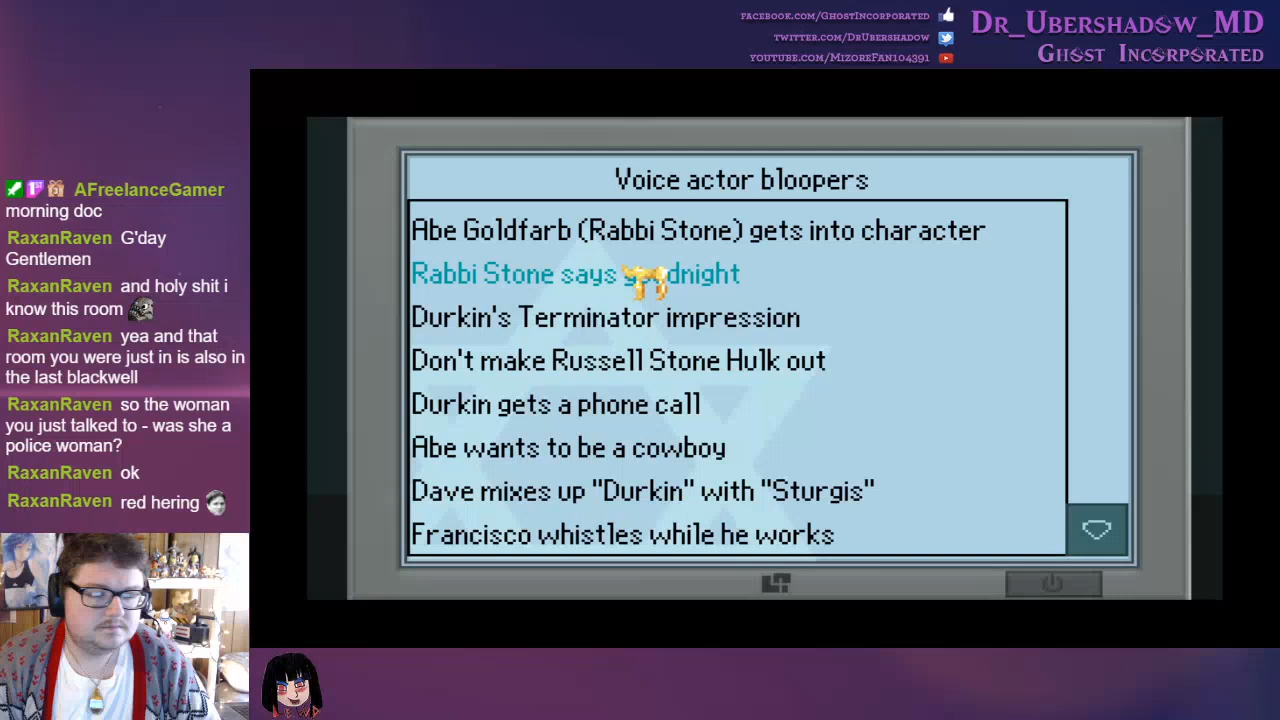 FACEBOOK.COM/GHOSTINCORPORATED
TWITTER.COM/DRUBERSHADOW
YOUTUBE.COM/MIZOREFAN104391
Dr_Ubershadow_MD
Ghost Incorporated
AFreelanceGamer
morning doc
RaxanRaven G'day
Gentlemen
RaxanRaven and holy shit i
know this room
RaxanRaven yea and that
room you were just in is also in
the last blackwell
RaxanRaven so the woman
you just talked to - was she a
police woman?
RaxanRaven ok
RaxanRaven red hering
Voice actor bloopers
Abe Goldfarb (Rabbi Stone) gets into character
Rabbi Stone says goodnight
Durkin's Terminator impression
Don't make Russell Stone Hulk out
Durkin gets a phone call
Abe wants to be a cowboy
Dave mixes up "Durkin" with "Sturgis"
Francisco whistles while he works